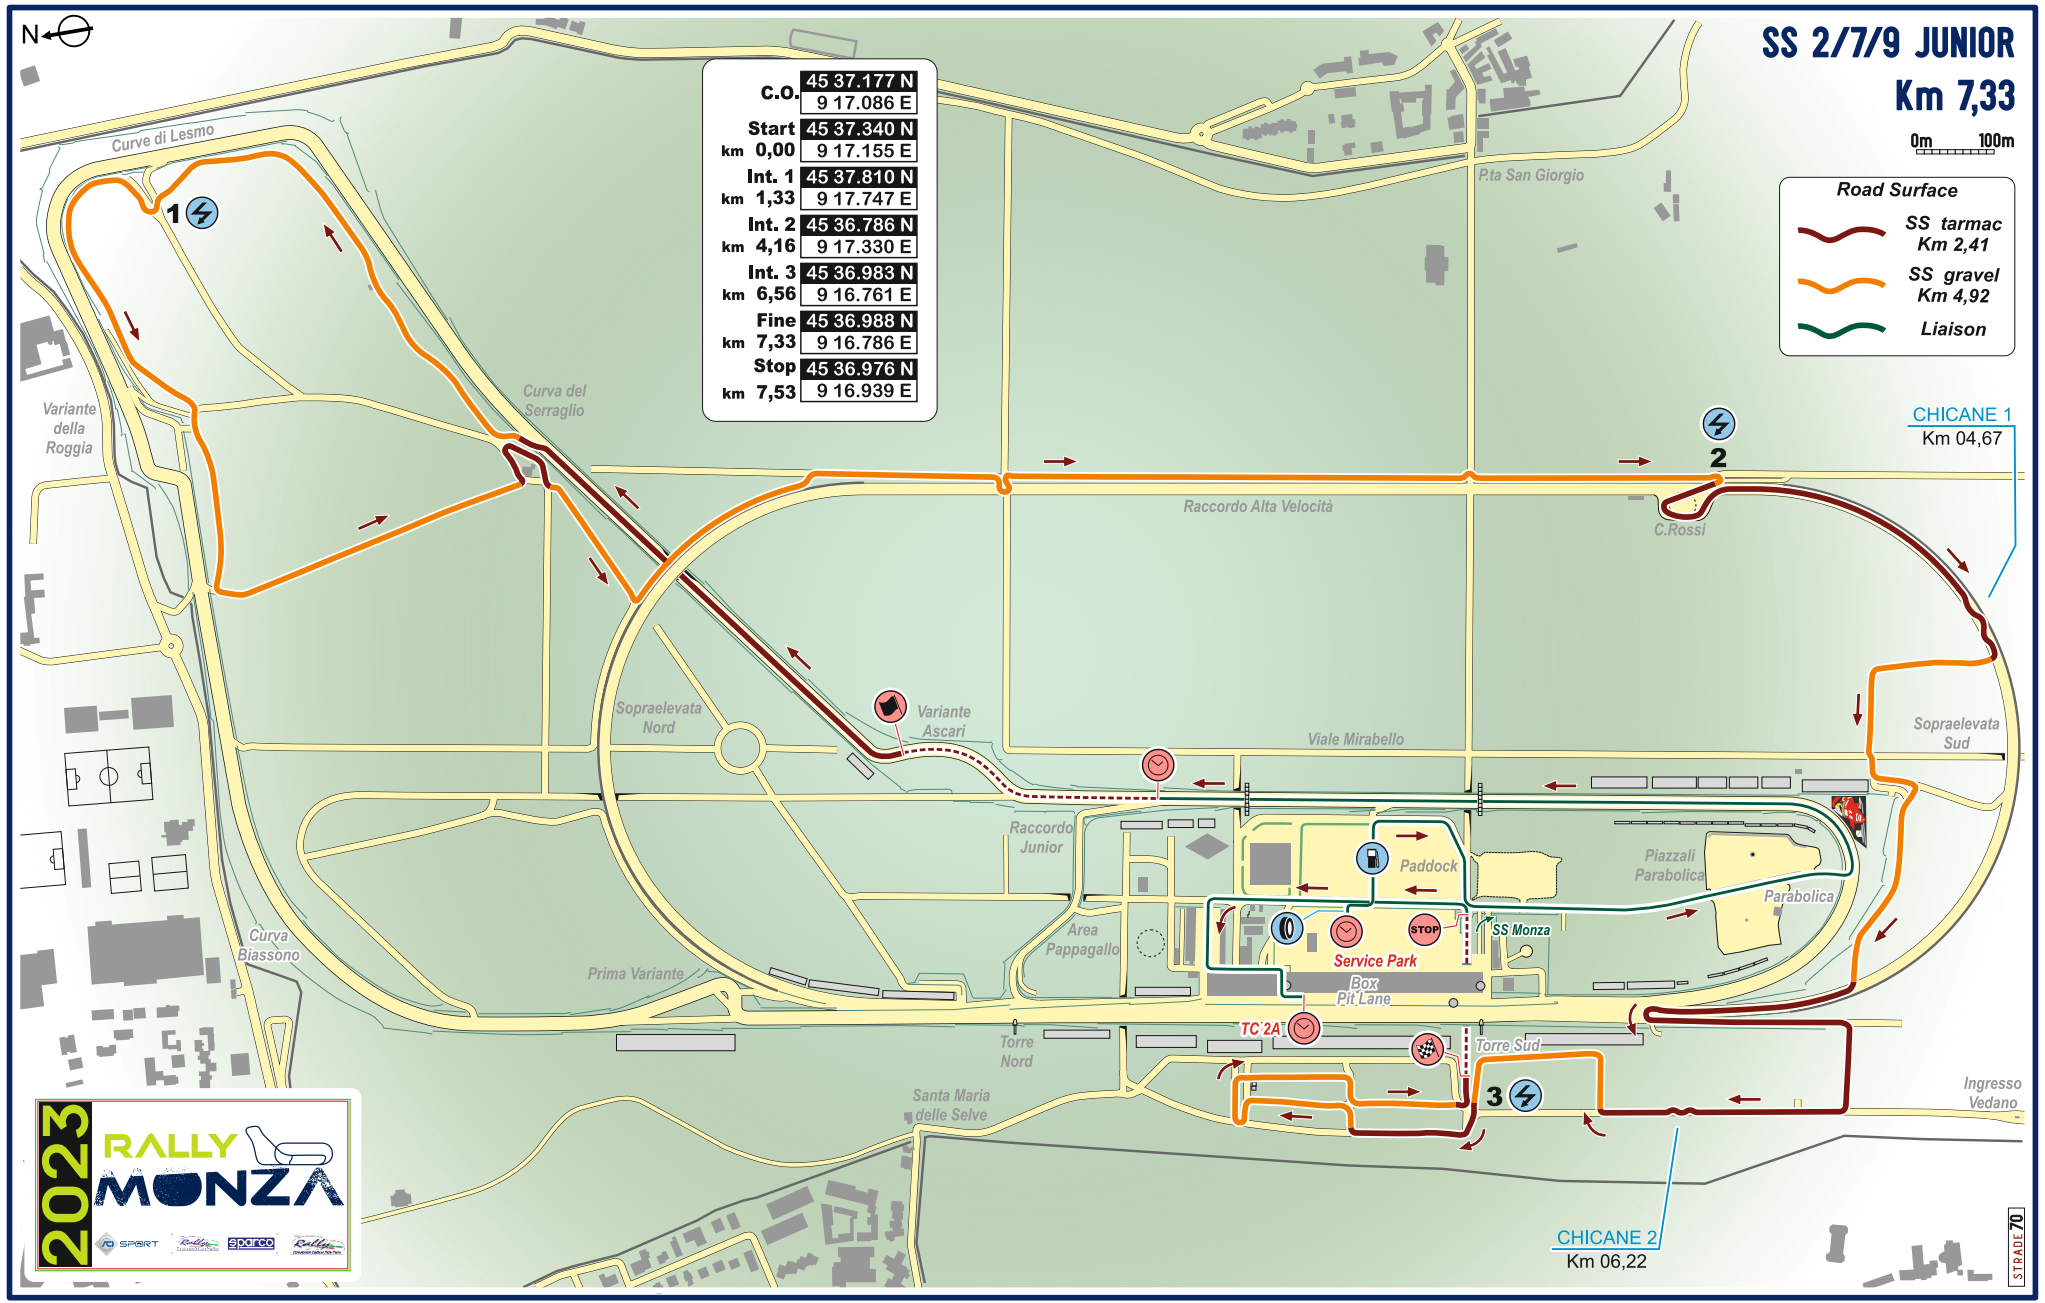 N
SS 2/7/9 JUNIOR
Km 7,33
0m 100m
C.O. 45 37.177 N
9 17.086 E
Start 45 37.340 N
km 0,00 9 17.155 E
Int. 1 45 37.810 N
km 1,33 9 17.747 E
Int. 2 45 36.786 N
km 4,16 9 17.330 E
Int. 3 45 36.983 N
km 6,56 9 16.761 E
Fine 45 36.988 N
km 7,33 9 16.786 E
Stop 45 36.976 N
km 7,53 9 16.939 E
Road Surface
SS tarmac
Km 2,41
SS gravel
Km 4,92
Liaison
Curve di Lesmo
P.ta San Giorgio
1
Curva del
Serraglio
Variante
della
Roggia
CHICANE 1
Km 04,67
2
Raccordo Alta Velocità
C.Rossi
Sopraelevata
Nord
Variante
Ascari
Viale Mirabello
Sopraelevata
Sud
Raccordo
Junior
Paddock
Piazzali
Parabolica
Parabolica
Curva
Biassono
Area
Pappagallo
STOP
SS Monza
Service Park
Prima Variante
Box
Pit Lane
TC 2A
Torre
Nord
Torre Sud
3
Santa Maria
delle Selve
Ingresso
Vedano
CHICANE 2
Km 06,22
2023
RALLY
MONZA
ACI SPORT
Rally
sparco
Rally
STRADE 70